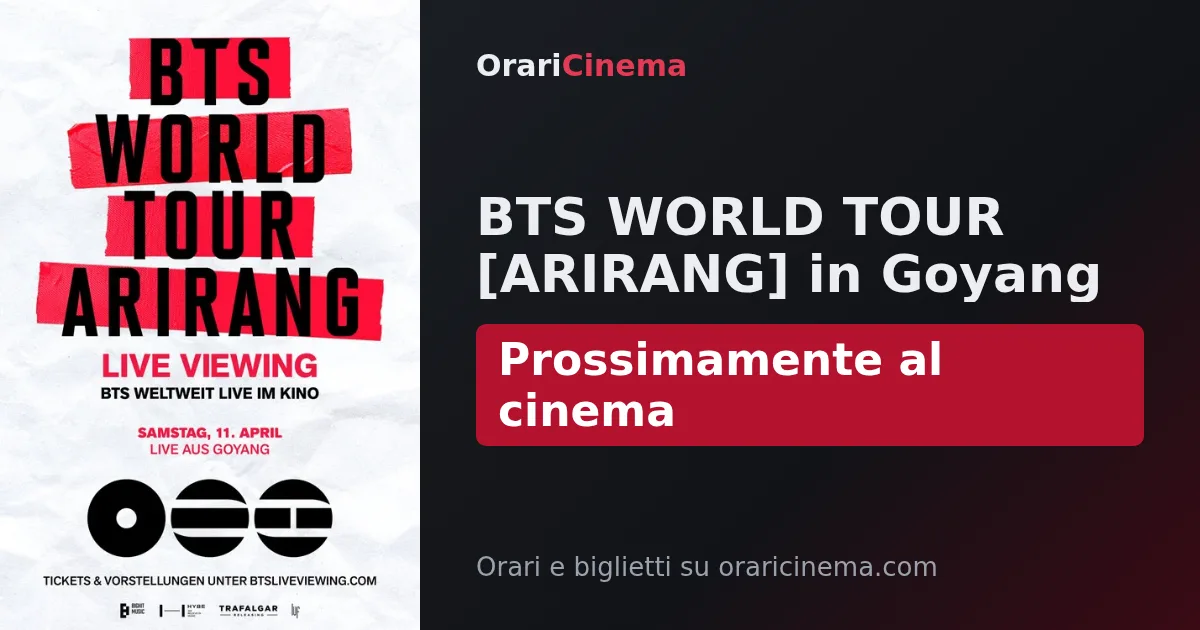 BTS
WORLD
TOUR
ARIRANG
LIVE VIEWING
BTS WELTWEIT LIVE IM KINO
SAMSTAG, 11. APRIL
LIVE AUS GOYANG
TICKETS & VORSTELLUNGEN UNTER BTSLIVEVIEWING.COM
BIGHIT
MUSIC
HYBE
TRAFALGAR
RELEASING
OrariCinema
BTS WORLD TOUR
[ARIRANG] in Goyang
Prossimamente al
cinema
Orari e biglietti su oraricinema.com